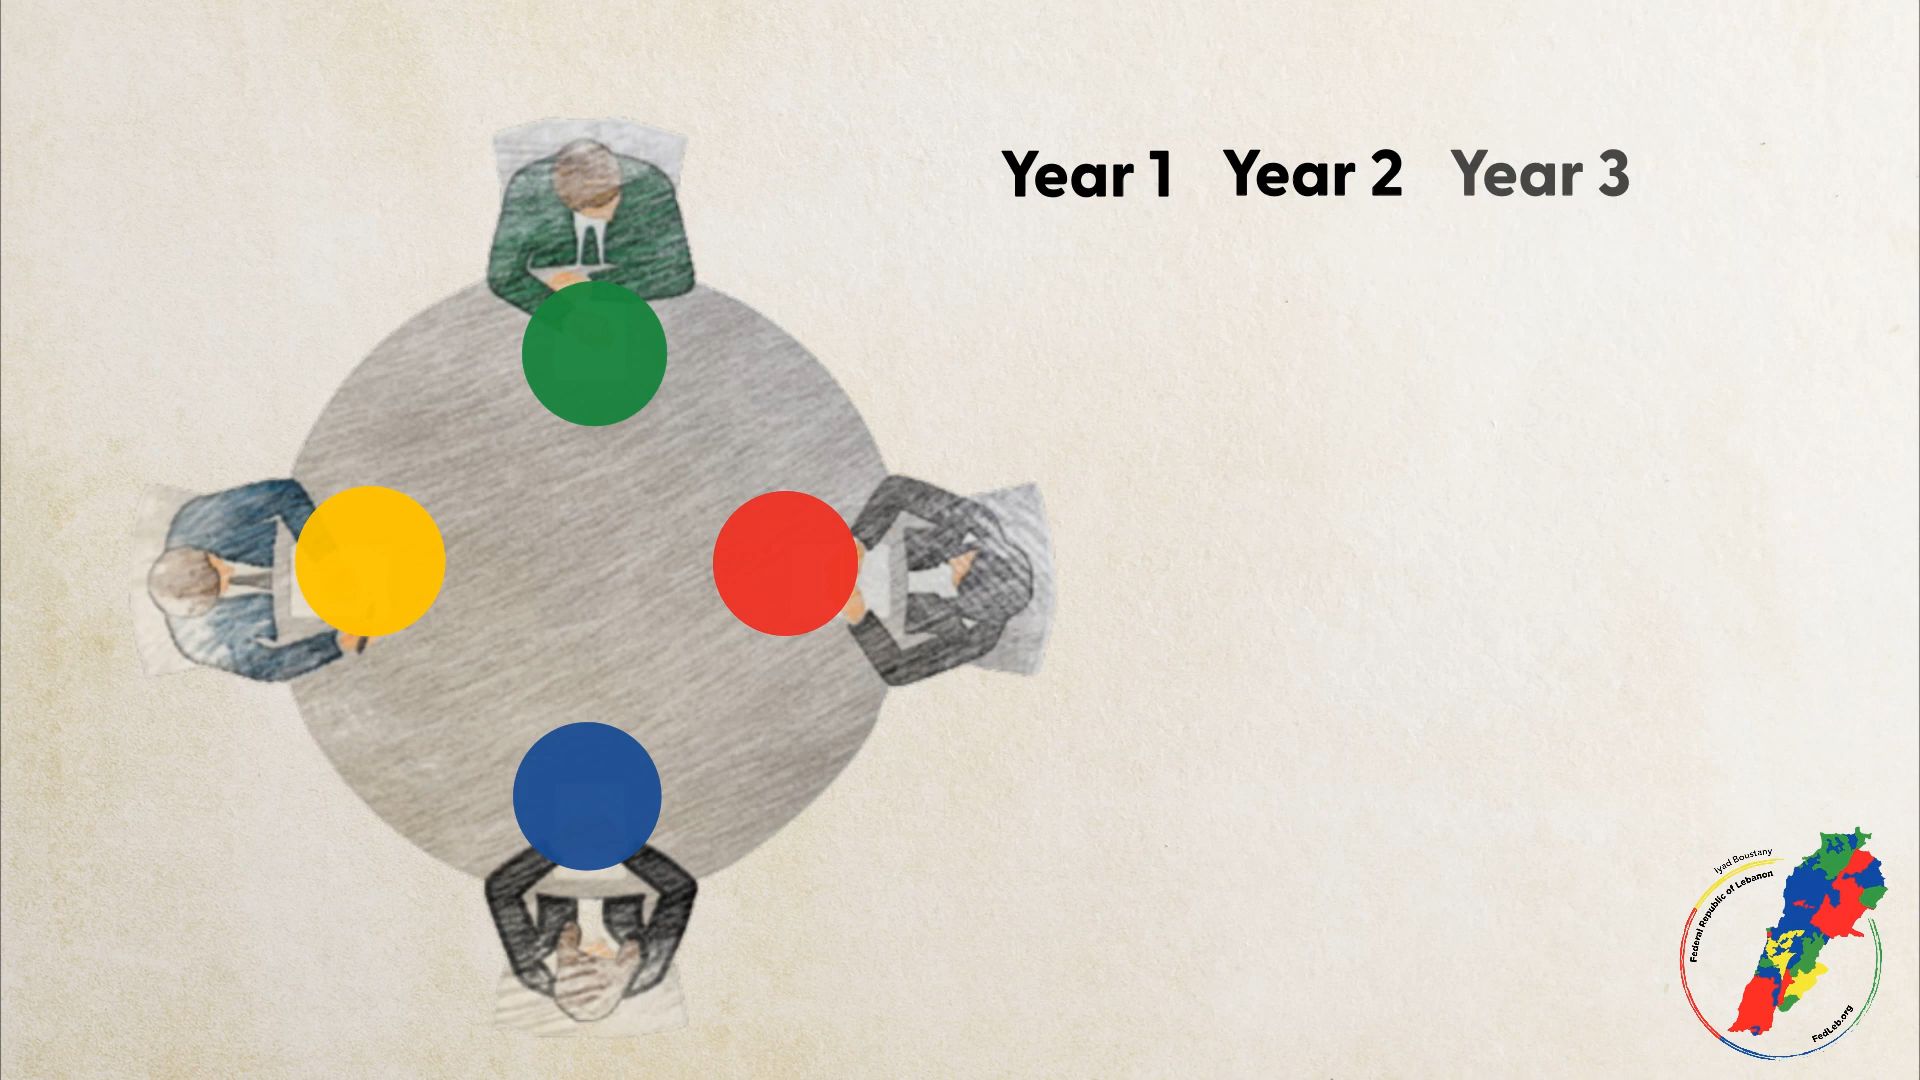 Year 1 Year 2 Year 3
Iyad Boustany
Federal Republic of Lebanon
FedLeb.org